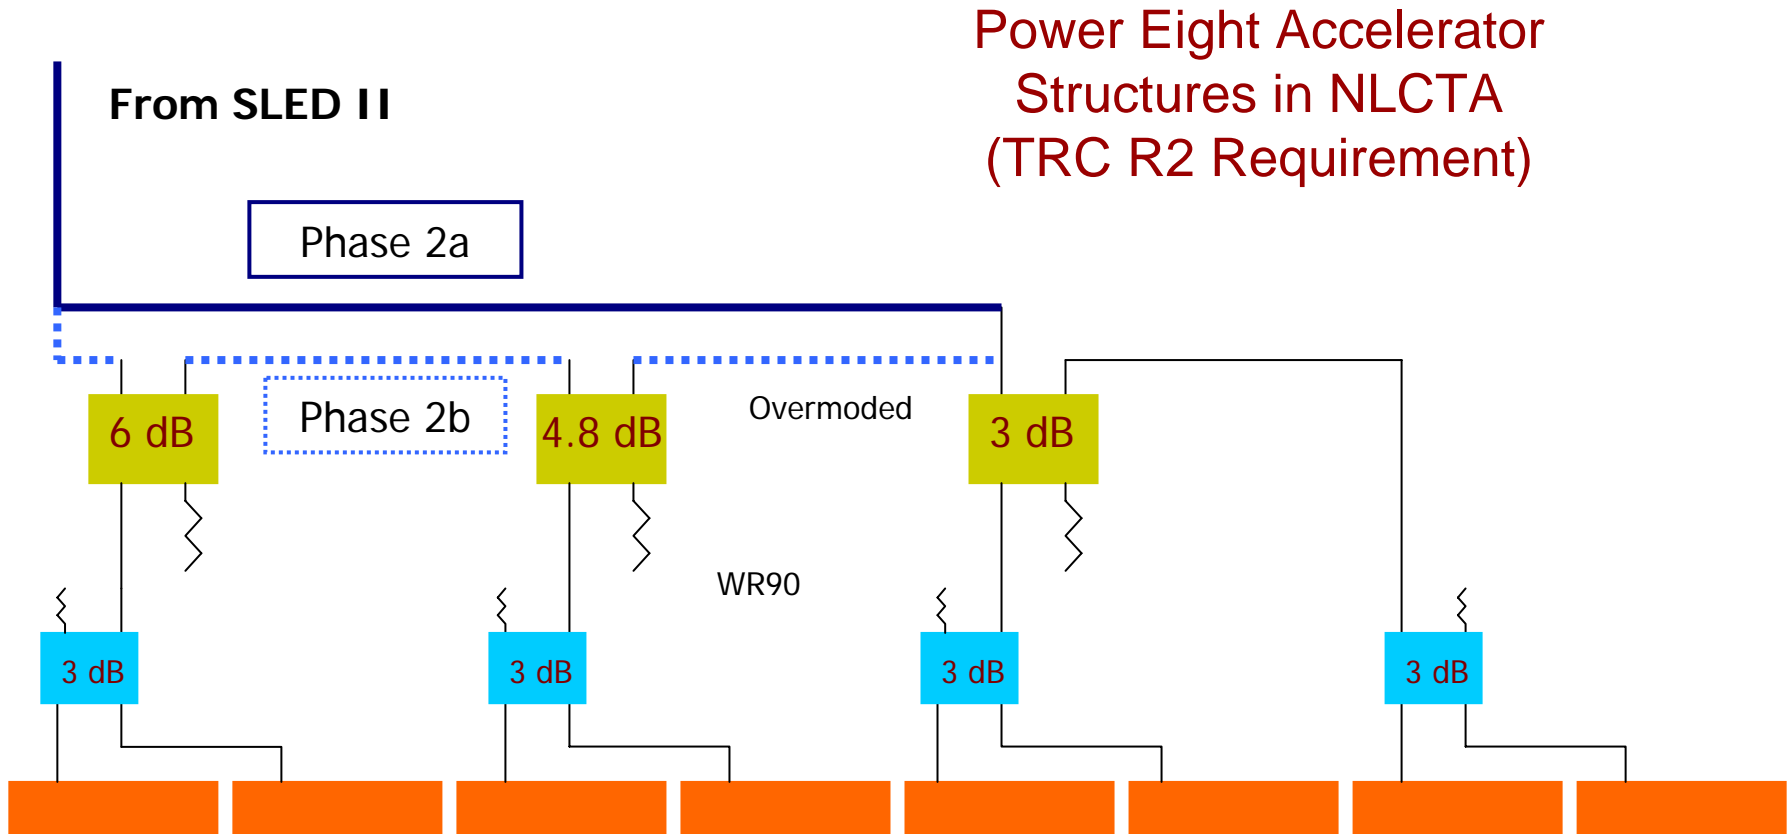 Power Eight Accelerator
Structures in NLCTA
(TRC R2 Requirement)
From SLED II
Phase 2a
Phase 2b
Overmoded
6 dB
4.8 dB
3 dB
WR90
3 dB
3 dB
3 dB
3 dB